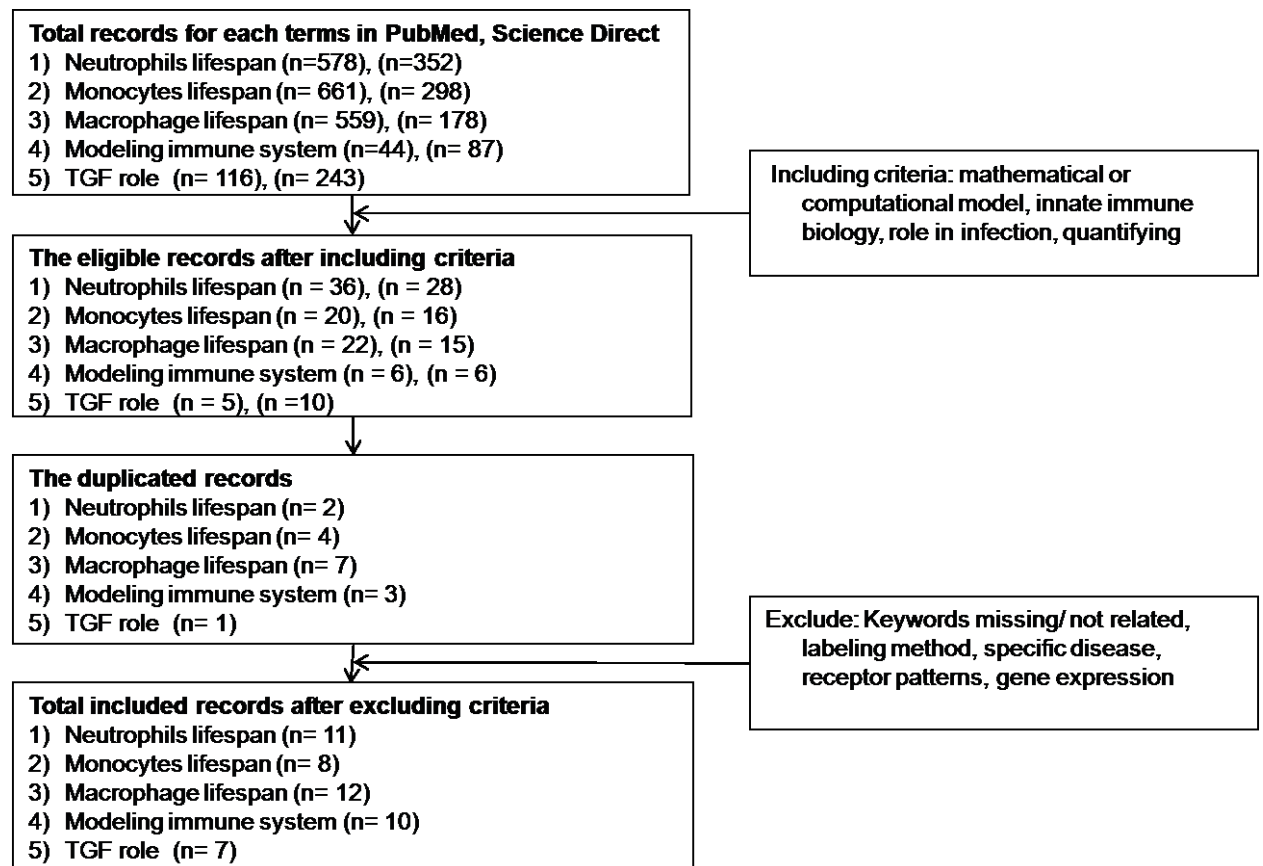 Total records for each terms in PubMed, Science Direct
1) Neutrophils lifespan (n=578), (n=352)
2) Monocytes lifespan (n= 661), (n= 298)
3) Macrophage lifespan (n= 559), (n= 178)
4) Modeling immune system (n=44), (n= 87)
5) TGF role (n= 116), (n= 243)
Including criteria: mathematical or
computational model, innate immune
biology, role in infection, quantifying
The eligible records after including criteria
1) Neutrophils lifespan (n = 36), (n = 28)
2) Monocytes lifespan (n = 20), (n = 16)
3) Macrophage lifespan (n = 22), (n = 15)
4) Modeling immune system (n = 6), (n = 6)
5) TGF role (n = 5), (n =10)
The duplicated records
1) Neutrophils lifespan (n= 2)
2) Monocytes lifespan (n= 4)
3) Macrophage lifespan (n= 7)
4) Modeling immune system (n= 3)
5) TGF role (n= 1)
Exclude: Keywords missing/ not related,
labeling method, specific disease,
receptor patterns, gene expression
Total included records after excluding criteria
1) Neutrophils lifespan (n= 11)
2) Monocytes lifespan (n= 8)
3) Macrophage lifespan (n= 12)
4) Modeling immune system (n= 10)
5) TGF role (n= 7)